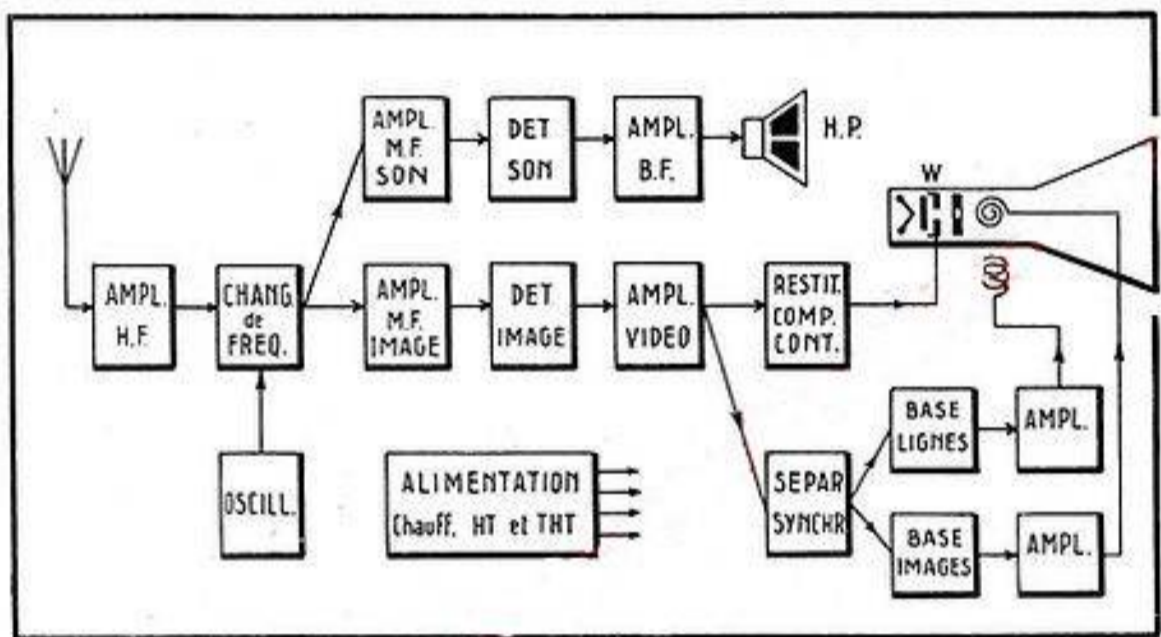 AMPL.
M.F.
SON
DET
SON
AMPL.
B.F.
H.P.
W
AMPL.
H.F.
CHANG
de
FREQ.
AMPL.
M.F.
IMAGE
DET
IMAGE
AMPL.
VIDEO
RESTIT.
COMP.
CONT.
OSCILL.
ALIMENTATION
Chauff. HT et THT
SEPAR
SYNCHR
BASE
LIGNES
AMPL.
BASE
IMAGES
AMPL.